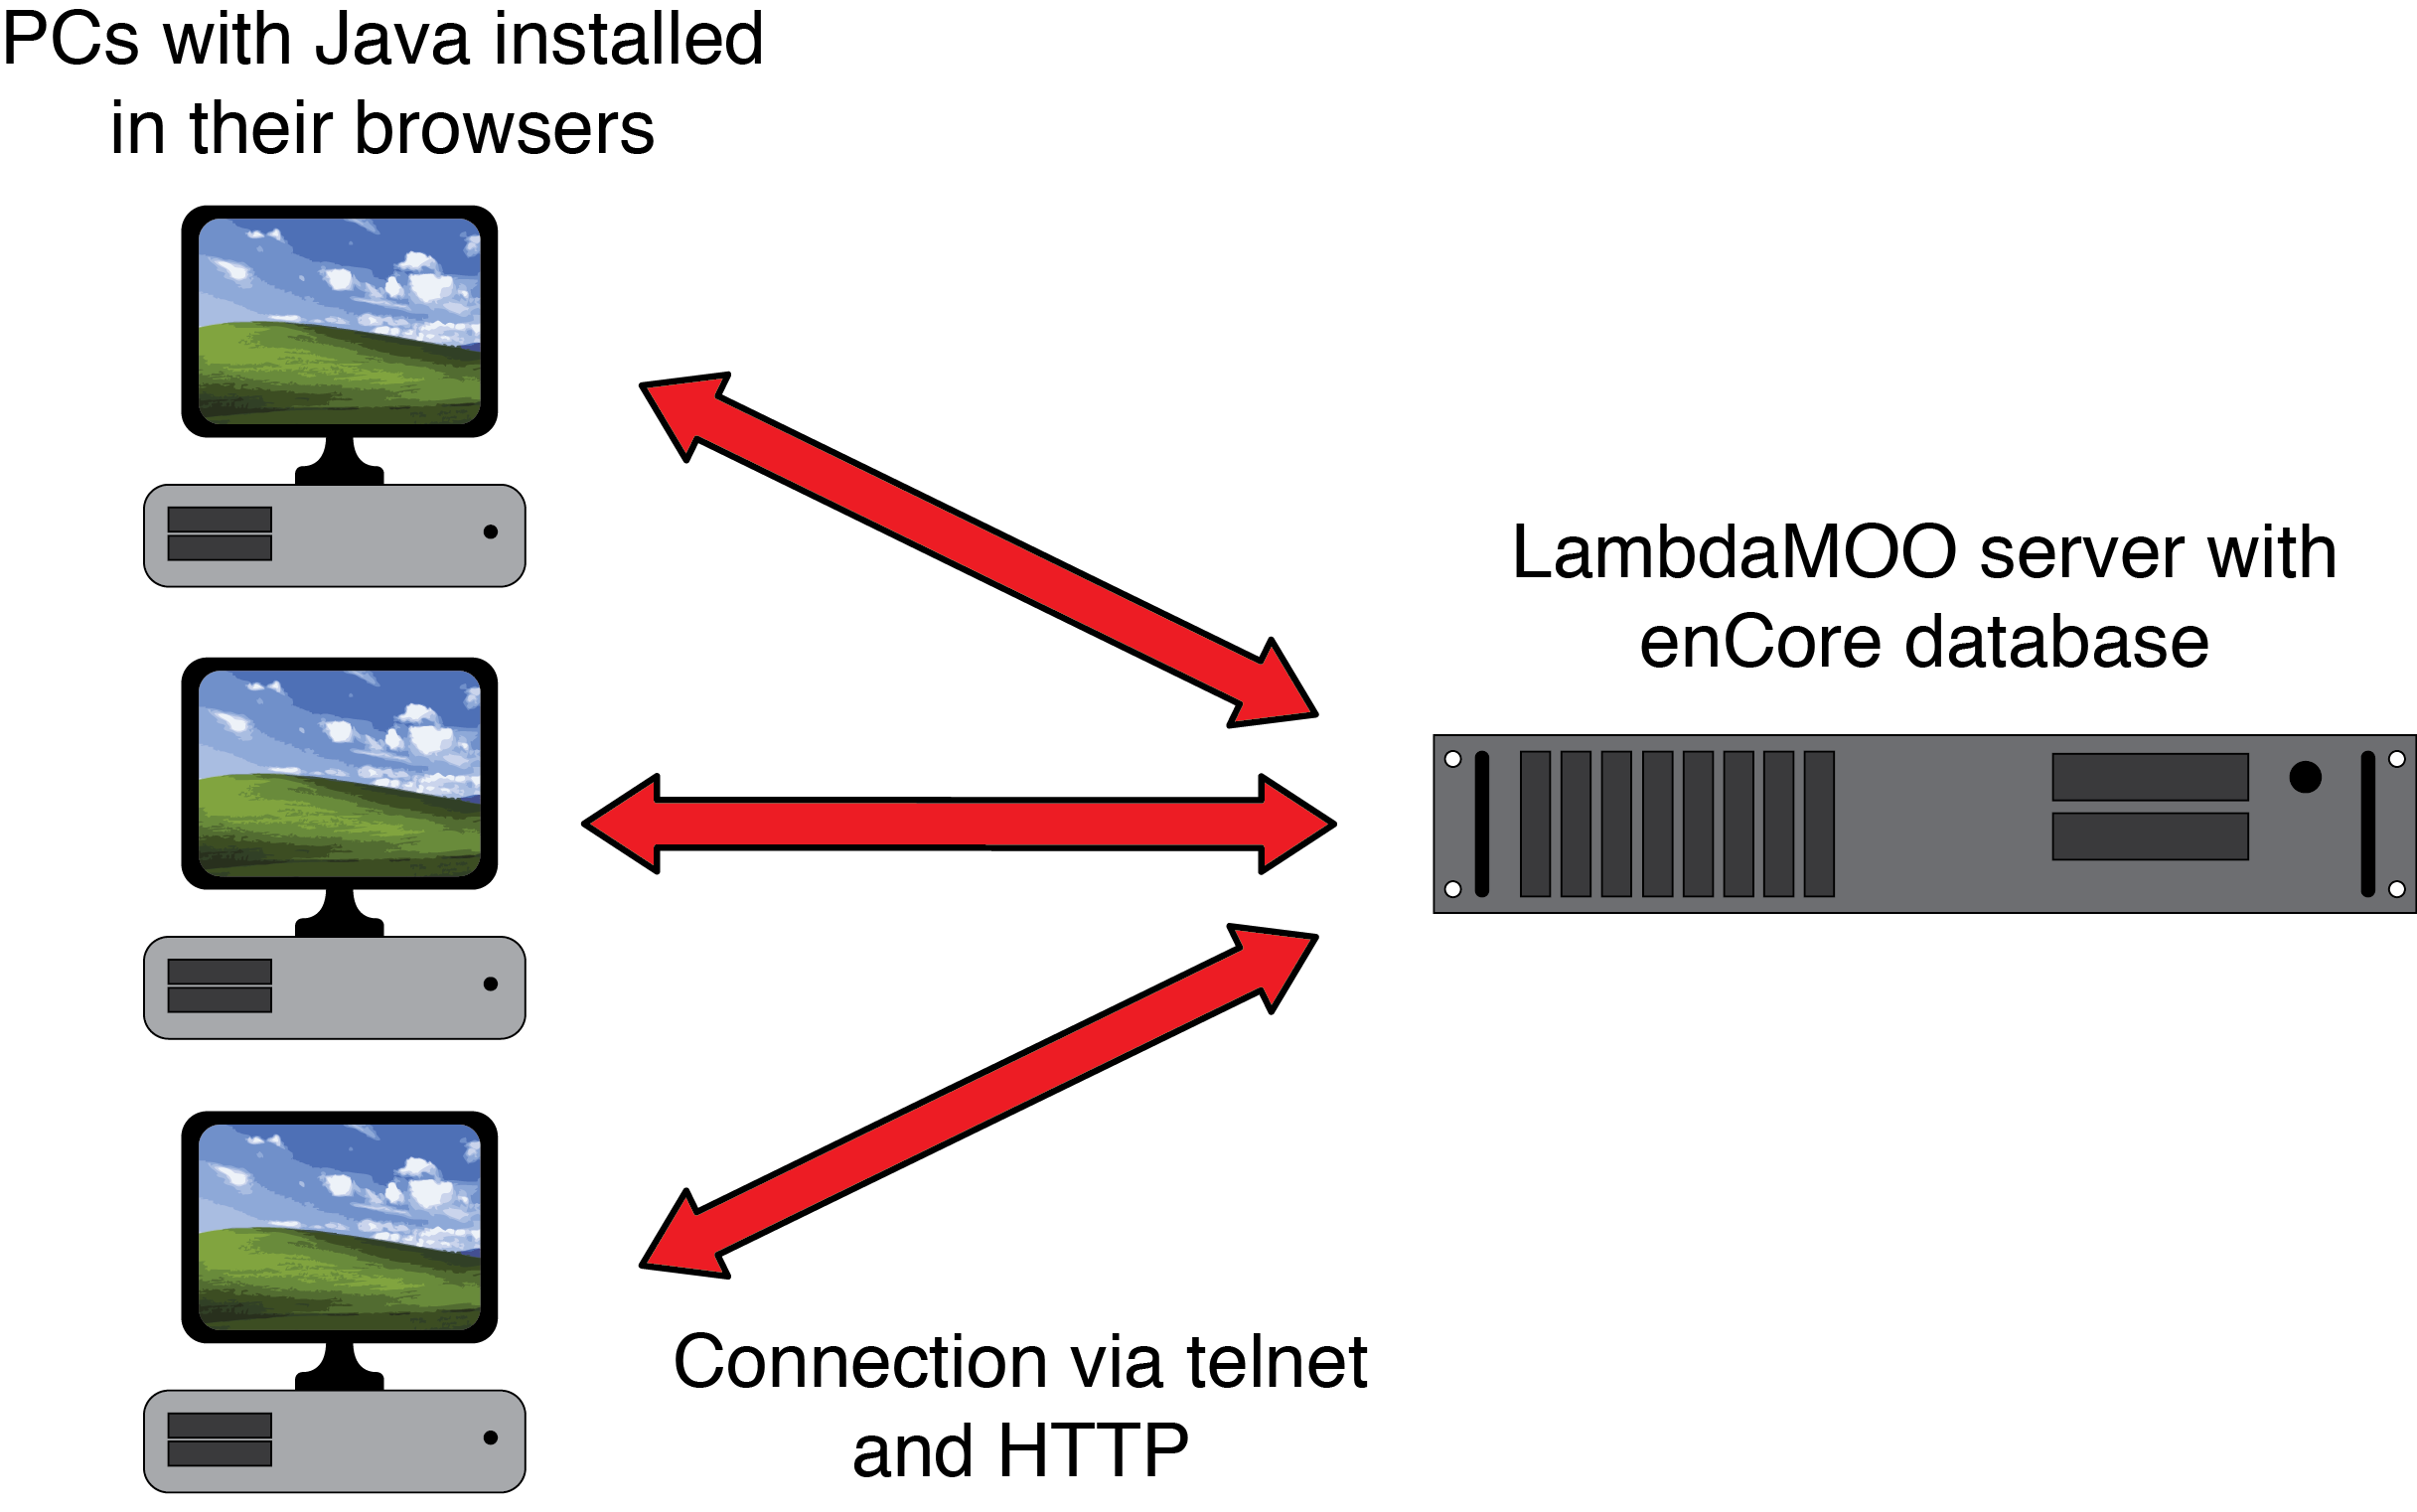 PCs with Java installed
in their browsers
LambdaMOO server with
enCore database
Connection via telnet
and HTTP